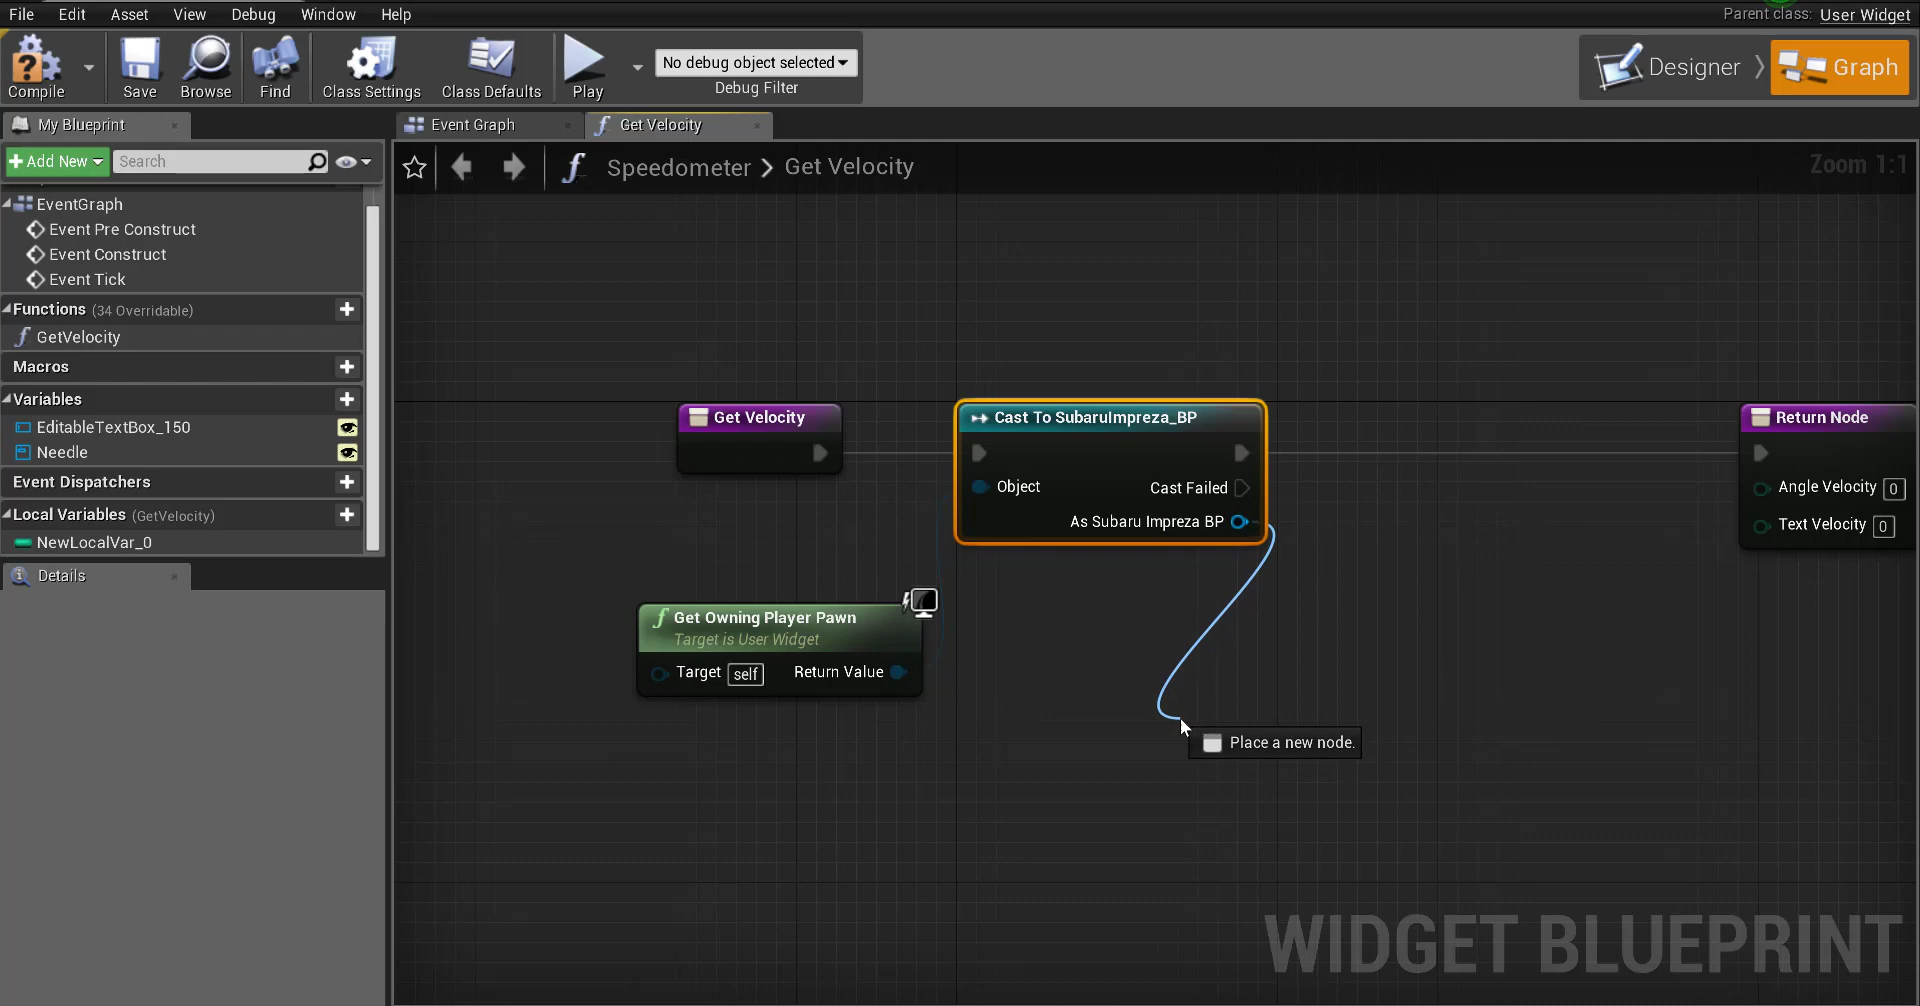 File Edit Asset View Debug Window Help
Parent class: User Widget
Compile
Save
Browse
Find
Class Settings
Class Defaults
Play
No debug object selected
Debug Filter
Designer
Graph
My Blueprint
Event Graph
Get Velocity
Add New
Search
Speedometer > Get Velocity
Zoom 1:1
EventGraph
Event Pre Construct
Event Construct
Event Tick
Functions (34 Overridable)
GetVelocity
Macros
Variables
EditableTextBox_150
Needle
Event Dispatchers
Local Variables (GetVelocity)
NewLocalVar_0
Details
Get Velocity
Cast To SubaruImpreza_BP
Object
Cast Failed
As Subaru Impreza BP
Return Node
Angle Velocity 0
Text Velocity 0
Get Owning Player Pawn
Target is User Widget
Target self
Return Value
Place a new node.
WIDGET BLUEPRINT